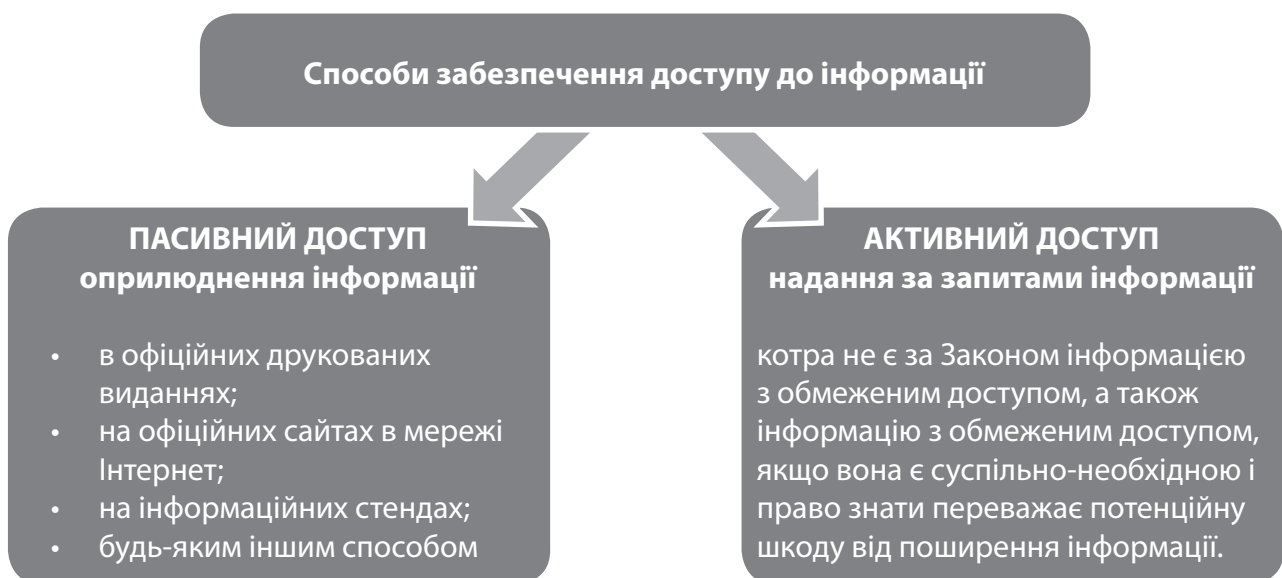 Способи забезпечення доступу до інформації
ПАСИВНИЙ ДОСТУП
оприлюднення інформації
• в офіційних друкованих
виданнях;
• на офіційних сайтах в мережі
Інтернет;
• на інформаційних стендах;
• будь-яким іншим способом
АКТИВНИЙ ДОСТУП
надання за запитами інформації
котра не є за Законом інформацією
з обмеженим доступом, а також
інформацію з обмеженим доступом,
якщо вона є суспільно-необхідною і
право знати переважає потенційну
шкоду від поширення інформації.